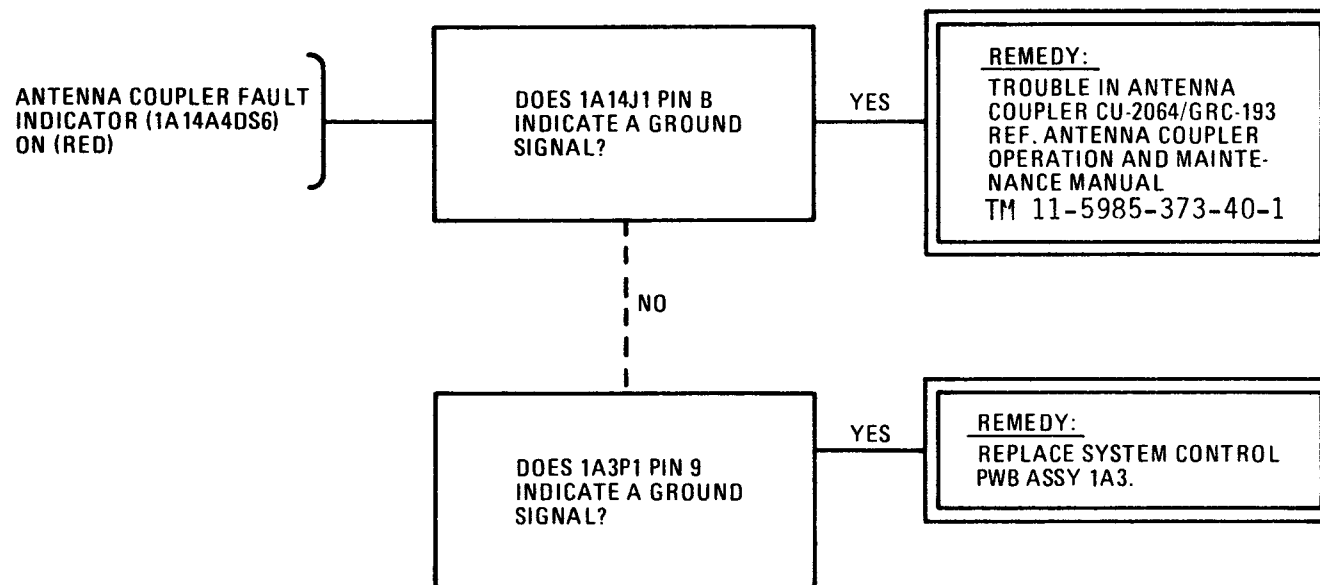 ANTENNA COUPLER FAULT
INDICATOR (1A14A4DS6)
ON (RED)
DOES 1A14J1 PIN B
INDICATE A GROUND
SIGNAL?
YES
REMEDY:
TROUBLE IN ANTENNA
COUPLER CU-2064/GRC-193
REF. ANTENNA COUPLER
OPERATION AND MAINTE-
NANCE MANUAL
TM 11-5985-373-40-1
NO
DOES 1A3P1 PIN 9
INDICATE A GROUND
SIGNAL?
YES
REMEDY:
REPLACE SYSTEM CONTROL
PWB ASSY 1A3.